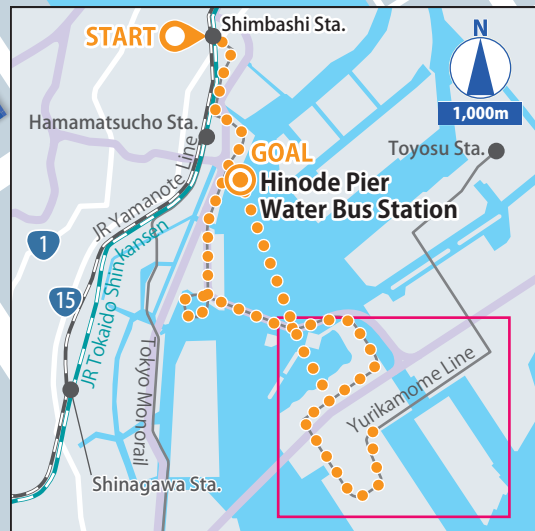 START
Shimbashi Sta.
N
1,000m
Hamamatsucho Sta.
GOAL
Toyosu Sta.
Hinode Pier
Water Bus Station
JR Yamanote Line
JR Tokaido Shinkansen
1
15
Tokyo Monorail
Yurikamome Line
Shinagawa Sta.